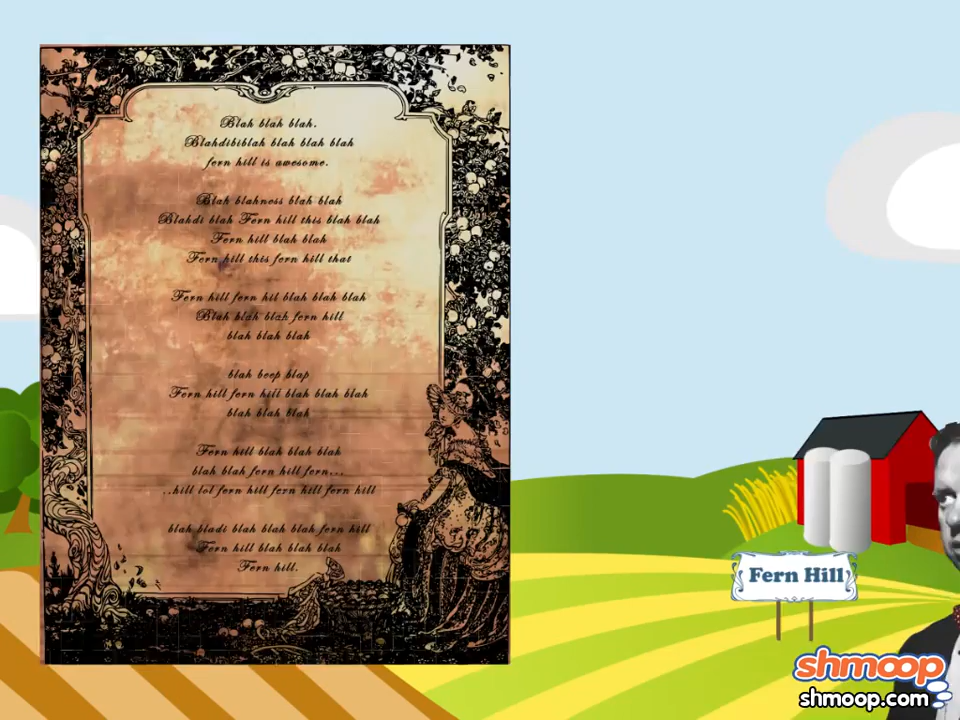 Blah blah blah.
Blahdibiblah blah blah blah
fern hill is awesome.
Blah blahness blah blah
Blahdi blah Fern hill this blah blah
Fern hill blah blah
Fern hill this fern hill that
Fern hill fern hil blah blah blah
Blah blah blah fern hill
blah blah blah
blah beep blap
Fern hill fern hill blah blah blah
blah blah blah
Fern hill blah blah blah
blah blah fern hill fern...
..hill lol fern hill fern hill fern hill
blah bladi blah blah blah fern hill
Fern hill blah blah blah
Fern hill.
Fern Hill
shmoop
shmoop.com